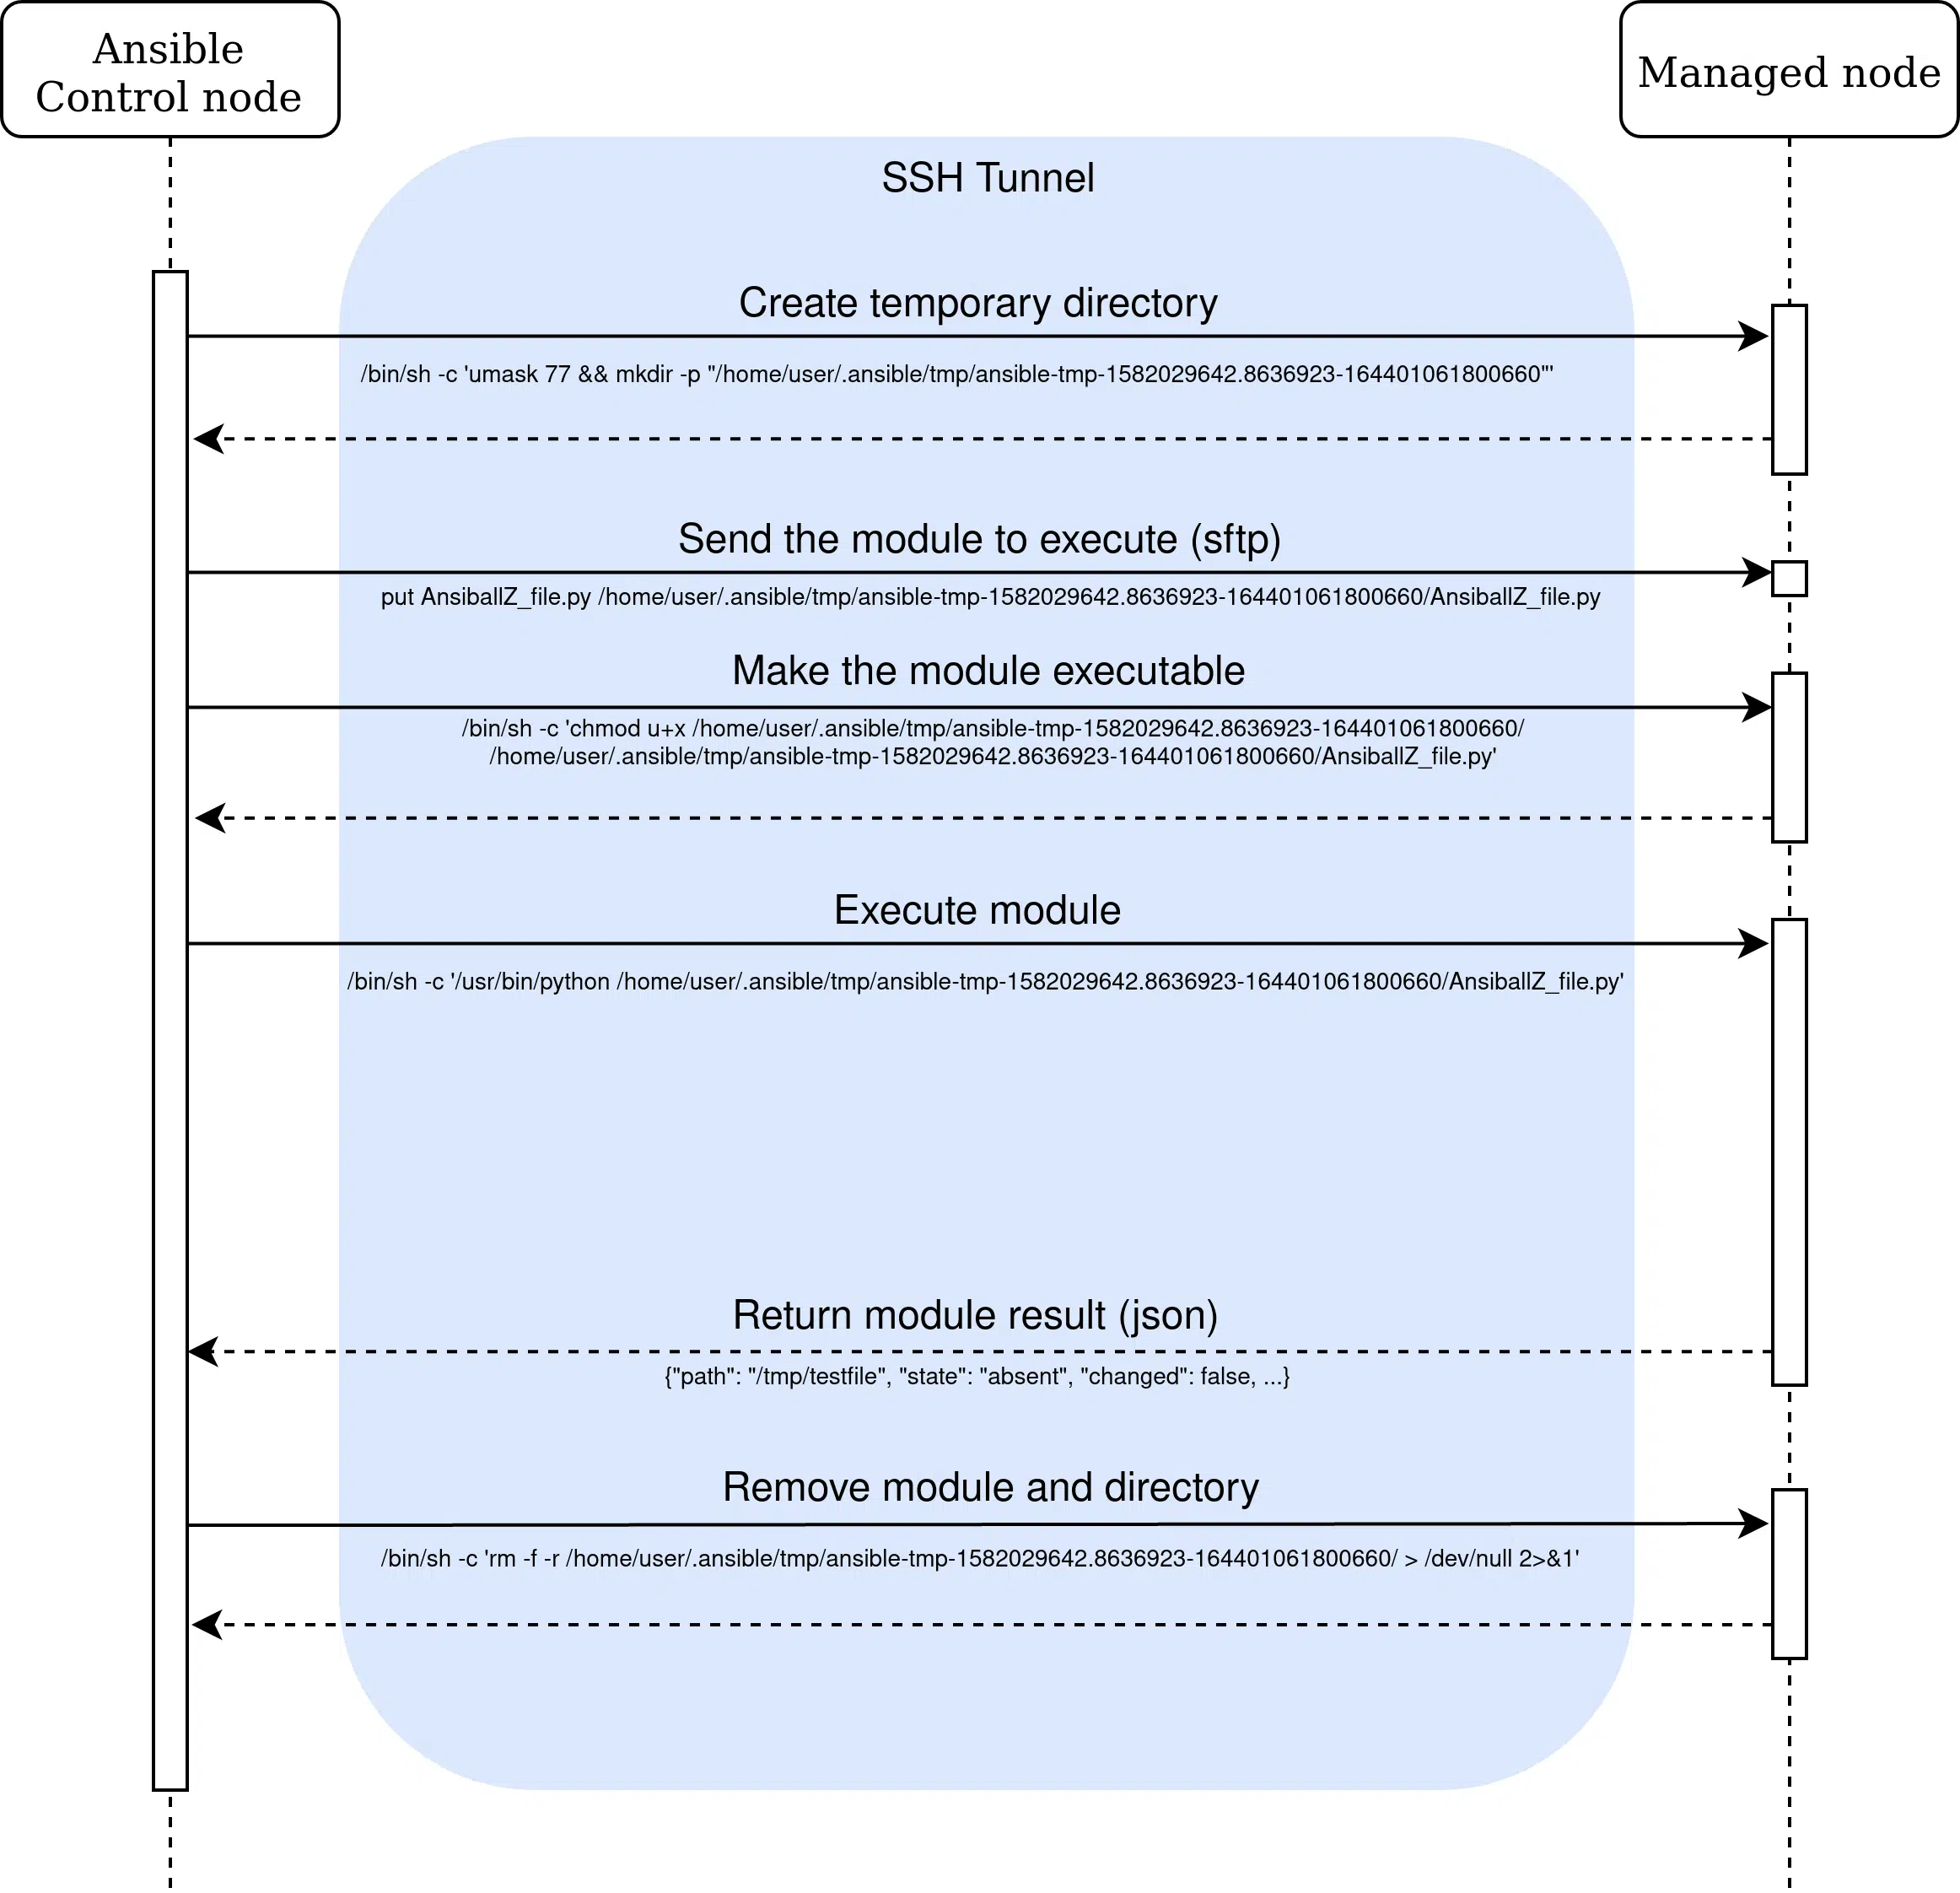 Ansible
Control node
Managed node
SSH Tunnel
Create temporary directory
/bin/sh -c 'umask 77 && mkdir -p "/home/user/.ansible/tmp/ansible-tmp-1582029642.8636923-164401061800660"'
Send the module to execute (sftp)
put AnsiballZ_file.py /home/user/.ansible/tmp/ansible-tmp-1582029642.8636923-164401061800660/AnsiballZ_file.py
Make the module executable
/bin/sh -c 'chmod u+x /home/user/.ansible/tmp/ansible-tmp-1582029642.8636923-164401061800660/
/home/user/.ansible/tmp/ansible-tmp-1582029642.8636923-164401061800660/AnsiballZ_file.py'
Execute module
/bin/sh -c '/usr/bin/python /home/user/.ansible/tmp/ansible-tmp-1582029642.8636923-164401061800660/AnsiballZ_file.py'
Return module result (json)
{"path": "/tmp/testfile", "state": "absent", "changed": false, ...}
Remove module and directory
/bin/sh -c 'rm -f -r /home/user/.ansible/tmp/ansible-tmp-1582029642.8636923-164401061800660/ > /dev/null 2>&1'